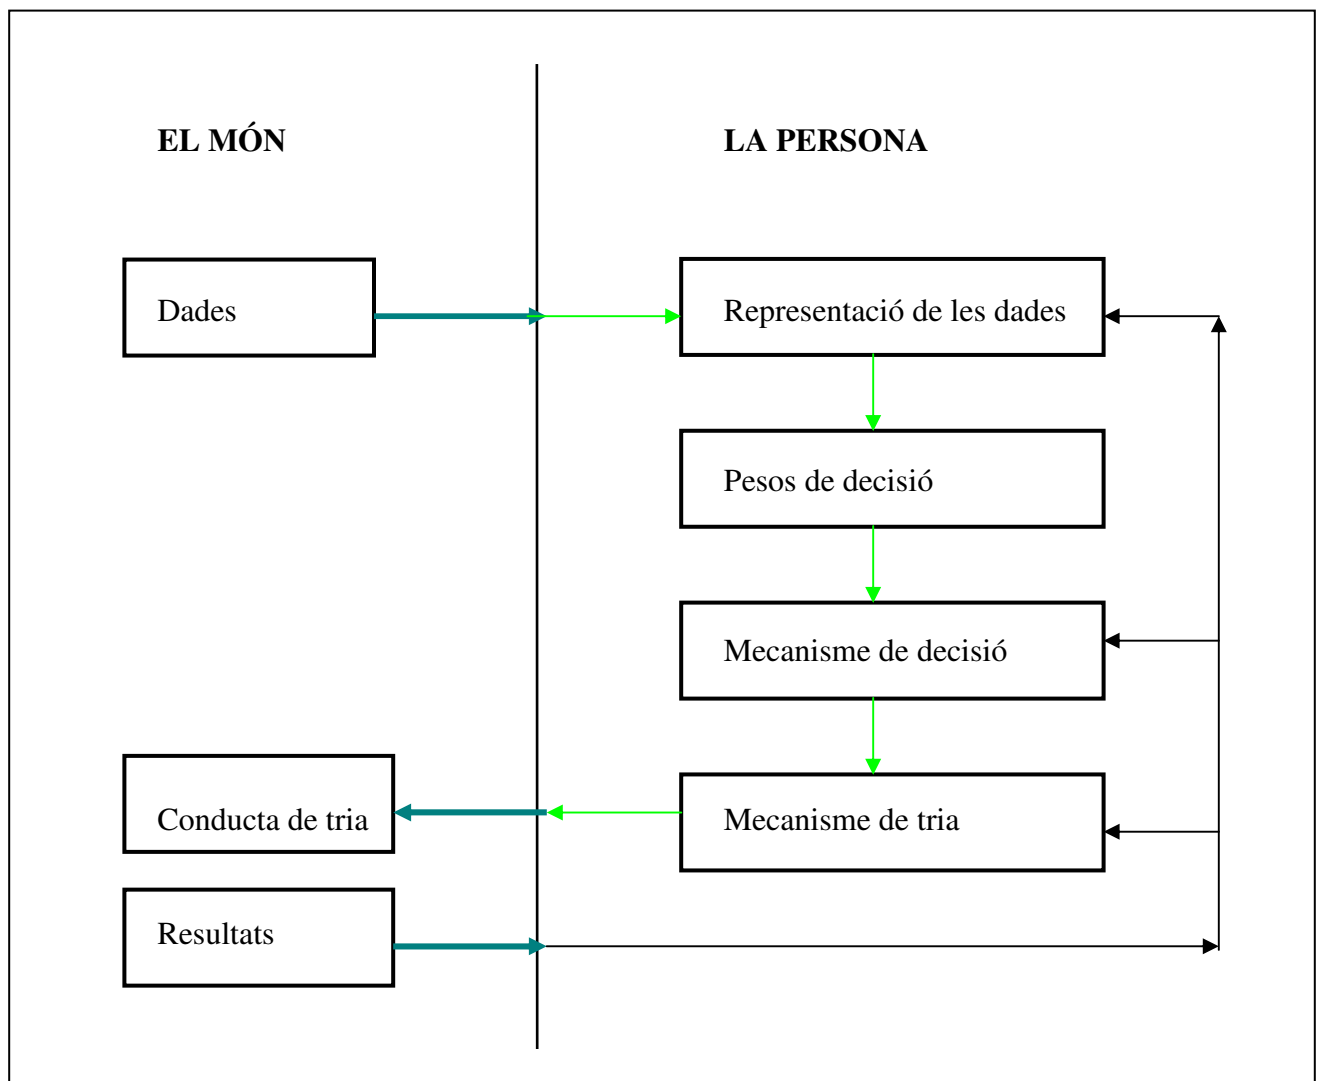 EL MÓN
LA PERSONA
Dades
Representació de les dades
Pesos de decisió
Mecanisme de decisió
Conducta de tria
Mecanisme de tria
Resultats